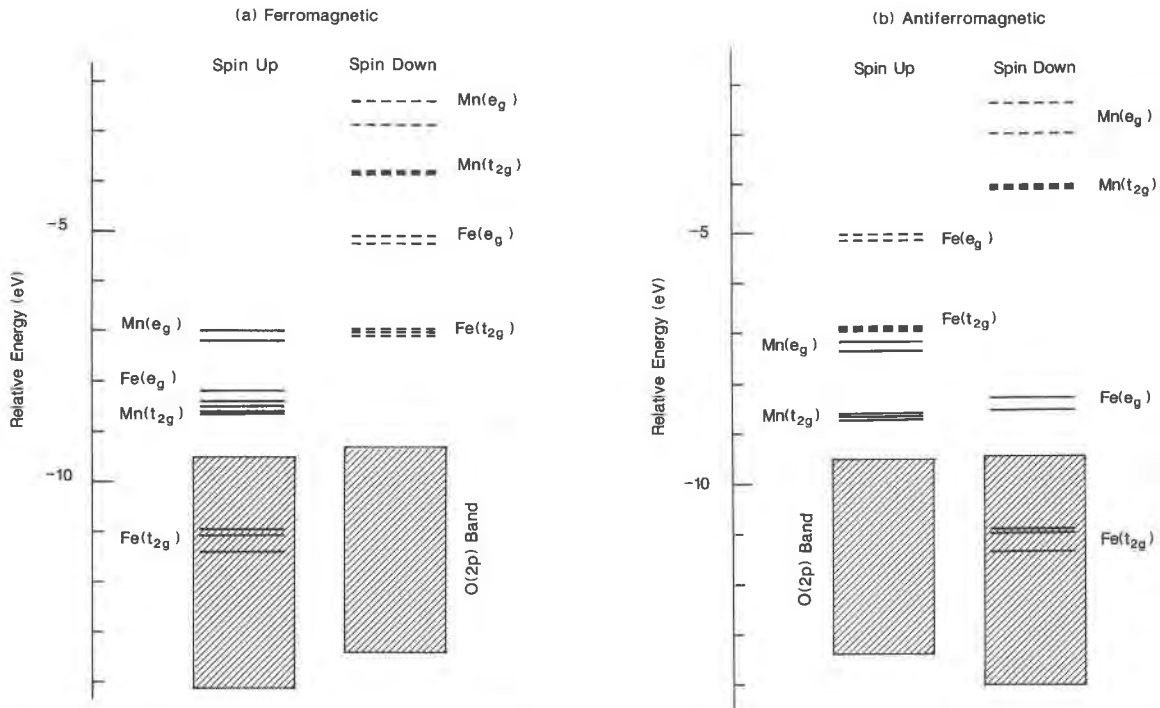 (a) Ferromagnetic
Spin Up
Spin Down
Mn(eg)
Mn(t2g)
-5
Fe(eg)
Relative Energy (eV)
Mn(eg)
Fe(t2g)
Fe(eg)
Mn(t2g)
-10
Fe(t2g)
O(2p) Band
(b) Antiferromagnetic
Spin Up
Spin Down
Mn(eg)
Mn(t2g)
-5
Fe(eg)
Relative Energy (eV)
Fe(t2g)
Mn(eg)
Fe(eg)
Mn(t2g)
-10
O(2p) Band
Fe(t2g)